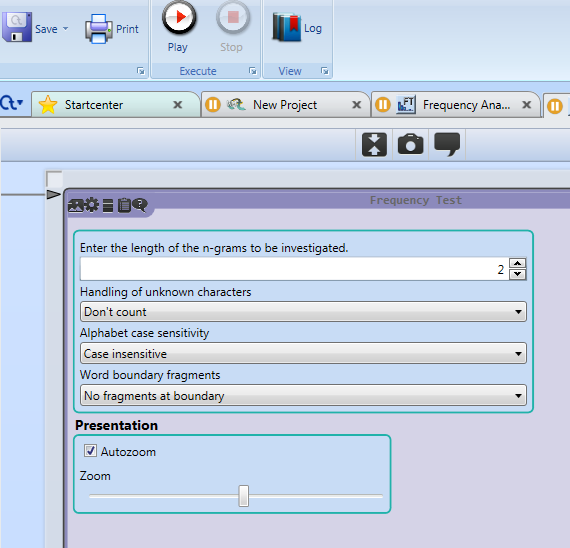 Save
Print
Play
Stop
Log
Execute
View
Startcenter
New Project
FT
Frequency Ana...
Frequency Test
Enter the length of the n-grams to be investigated.
2
Handling of unknown characters
Don't count
Alphabet case sensitivity
Case insensitive
Word boundary fragments
No fragments at boundary
Presentation
Autozoom
Zoom